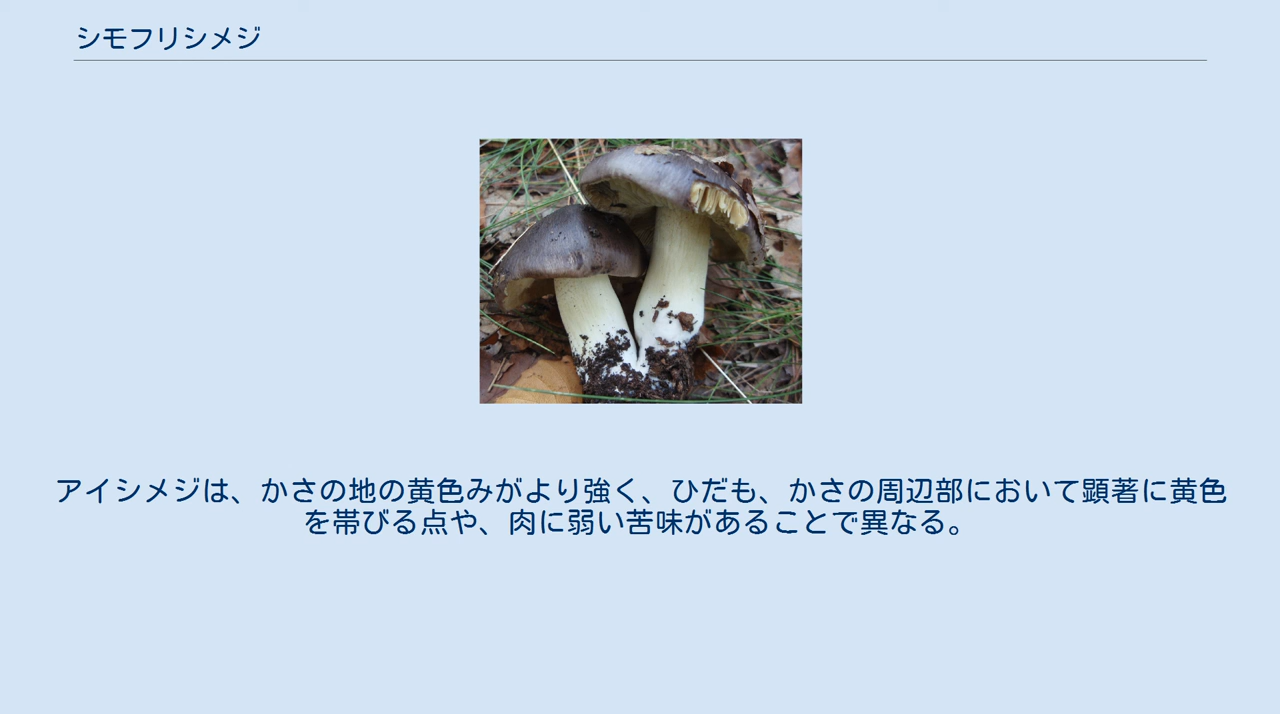 シモフリシメジ
アイシメジは、かさの地の黄色みがより強く、ひだも、かさの周辺部において顕著に黄色
を帯びる点や、肉に弱い苦味があることで異なる。